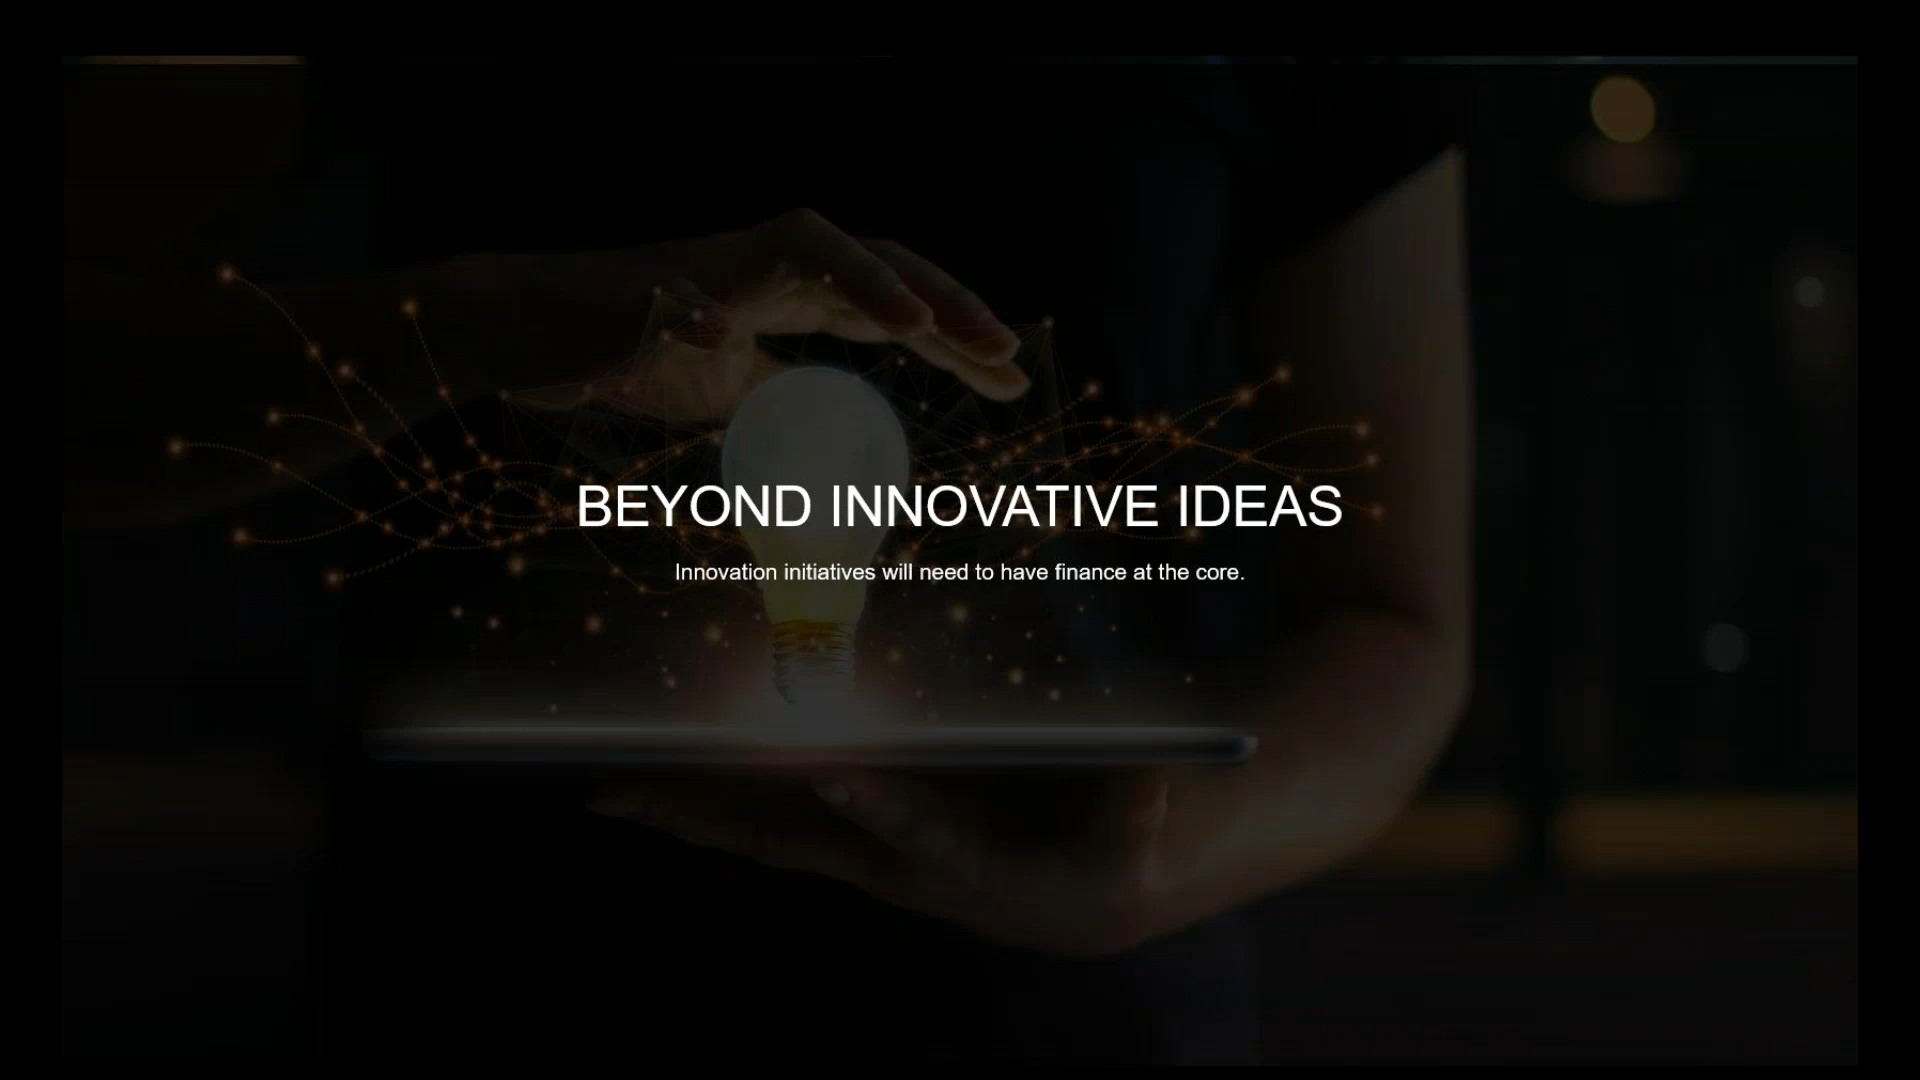 BEYOND INNOVATIVE IDEAS
Innovation initiatives will need to have finance at the core.